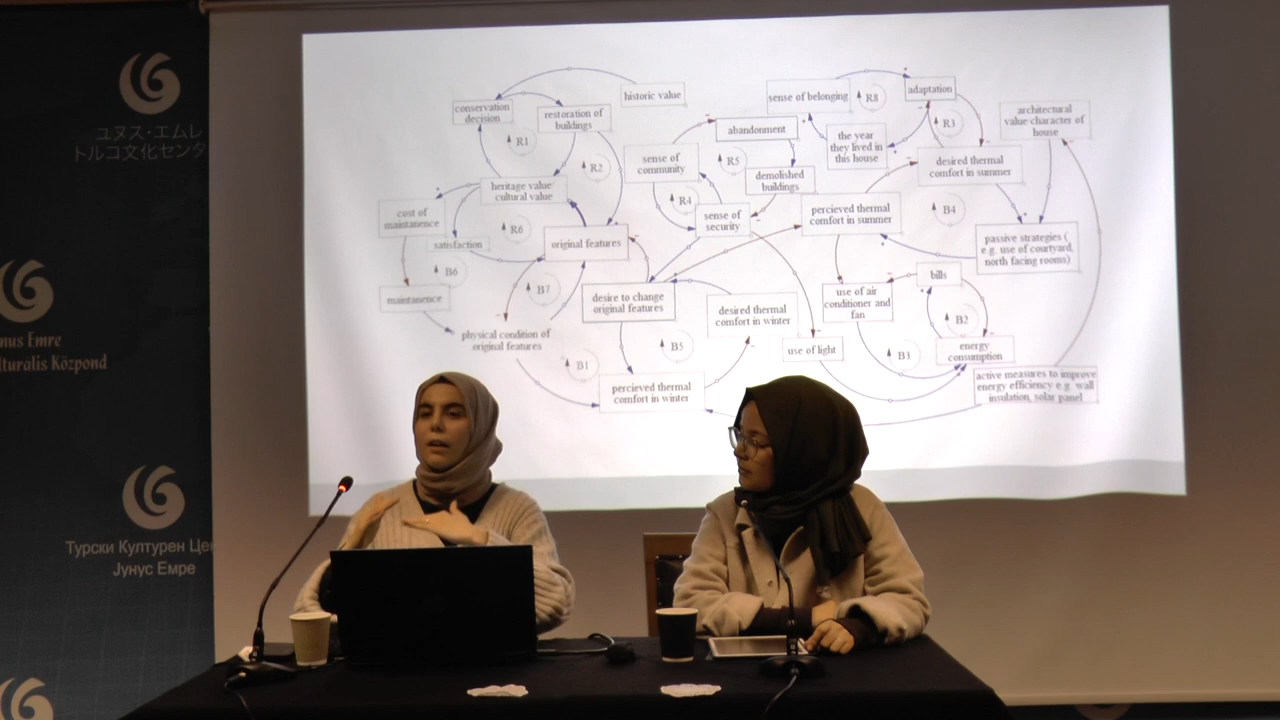 ユヌス・エムレ
トルコ文化センタ
nus Emre
lturális Központ
Турски Културен Це
Јунус Емре
historic value
conservation
decision
restoration of
buildings
R1
R2
heritage value
cultural value
cost of
maintanence
satisfaction
R6
original features
B6
maintanence
B7
physical condition of
original features
B1
sense of belonging
R8
adaptation
abandonment
the year
they lived in
this house
R3
architectural
value character of
house
sense of
community
R5
demolished
buildings
desired thermal
comfort in summer
R4
sense of
security
percieved thermal
comfort in summer
B4
passive strategies (
e.g. use of courtyard,
north facing rooms)
desire to change
original features
desired thermal
comfort in winter
use of air
conditioner and
fan
bills
B2
B5
use of light
B3
energy
consumption
percieved thermal
comfort in winter
active measures to improve
energy efficiency e.g. wall
insulation, solar panel